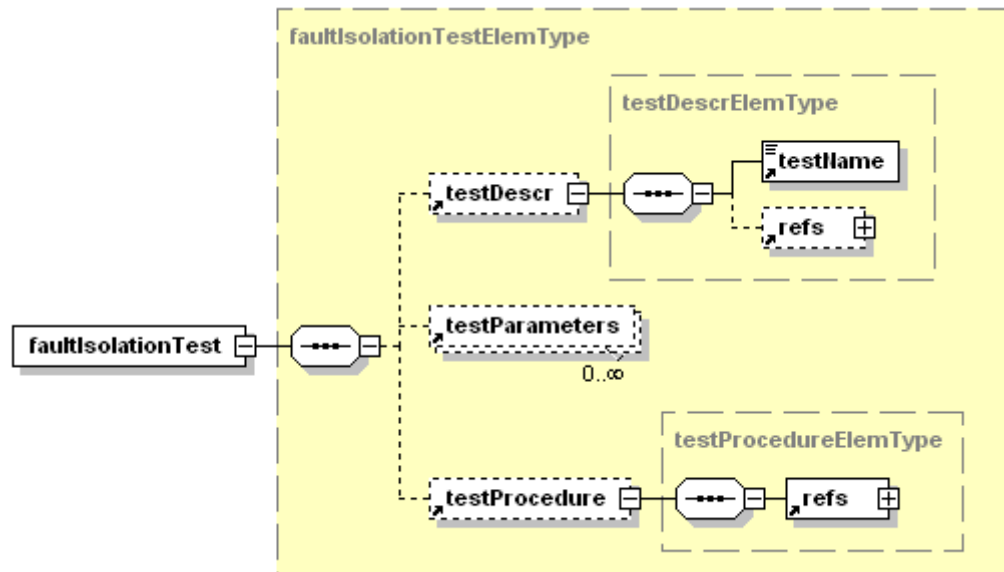 faultIsolationTestElemType
testDescrElemType
testName
testDescr
refs
testParameters
faultIsolationTest
0..∞
testProcedureElemType
testProcedure
refs